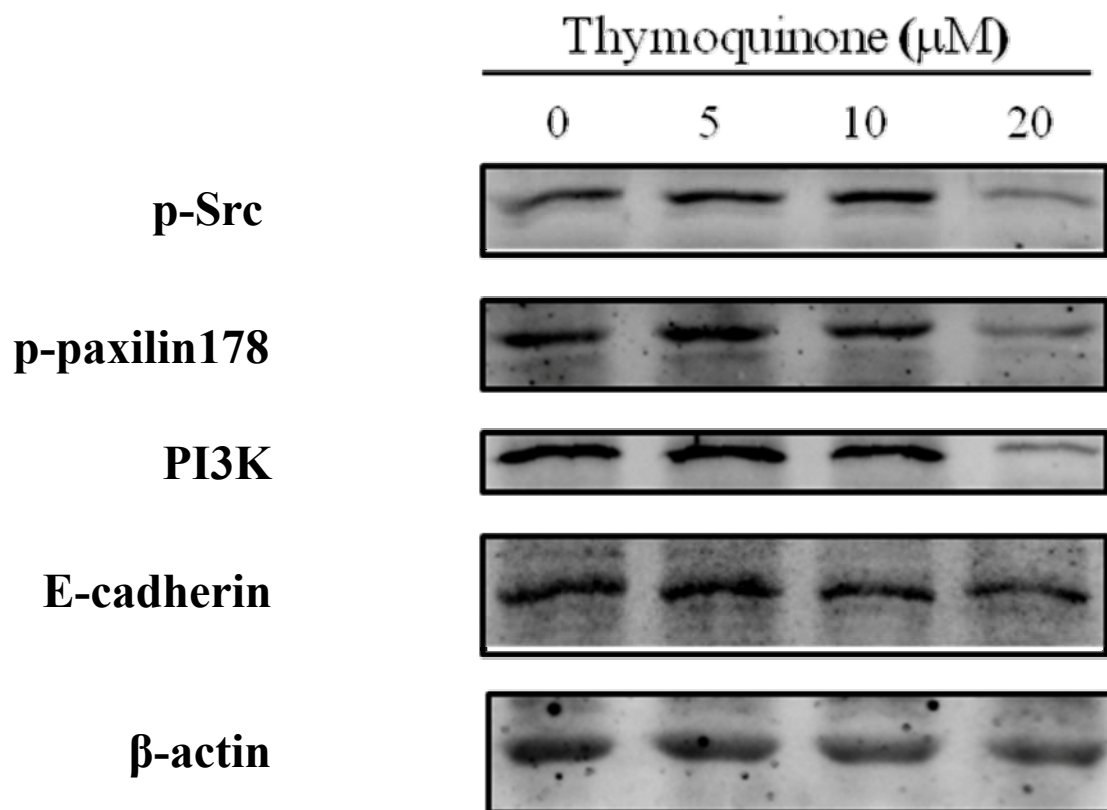 Thymoquinone (μM)
0 5 10 20
p-Src
p-paxilin178
PI3K
E-cadherin
β-actin